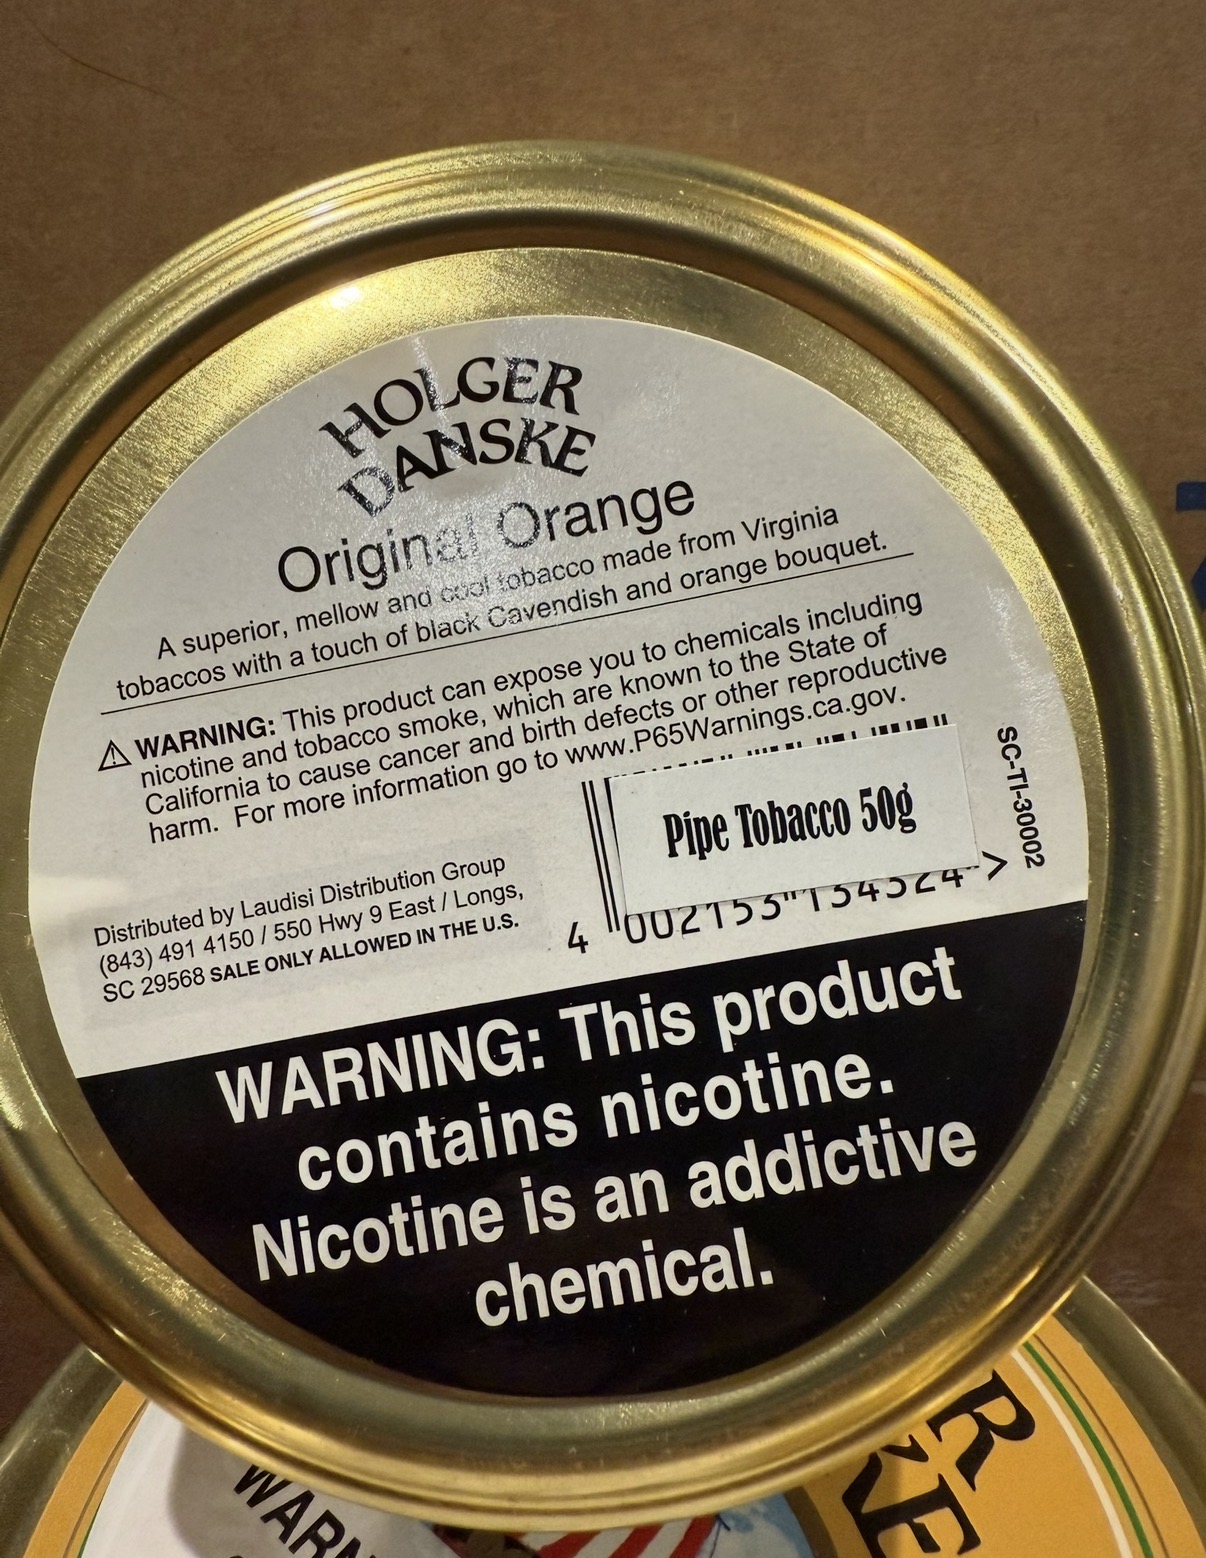 HOLGER
DANSKE
Original Orange
A superior, mellow and cool tobacco made from Virginia
tobaccos with a touch of black Cavendish and orange bouquet.
⚠ WARNING: This product can expose you to chemicals including
nicotine and tobacco smoke, which are known to the State of
California to cause cancer and birth defects or other reproductive
harm. For more information go to www.P65Warnings.ca.gov.
Distributed by Laudisi Distribution Group
(843) 491 4150 / 550 Hwy 9 East / Longs,
SC 29568 SALE ONLY ALLOWED IN THE U.S.
Pipe Tobacco 50g
4 002153 134324 >
SC-TI-30002
WARNING: This product
contains nicotine.
Nicotine is an addictive
chemical.